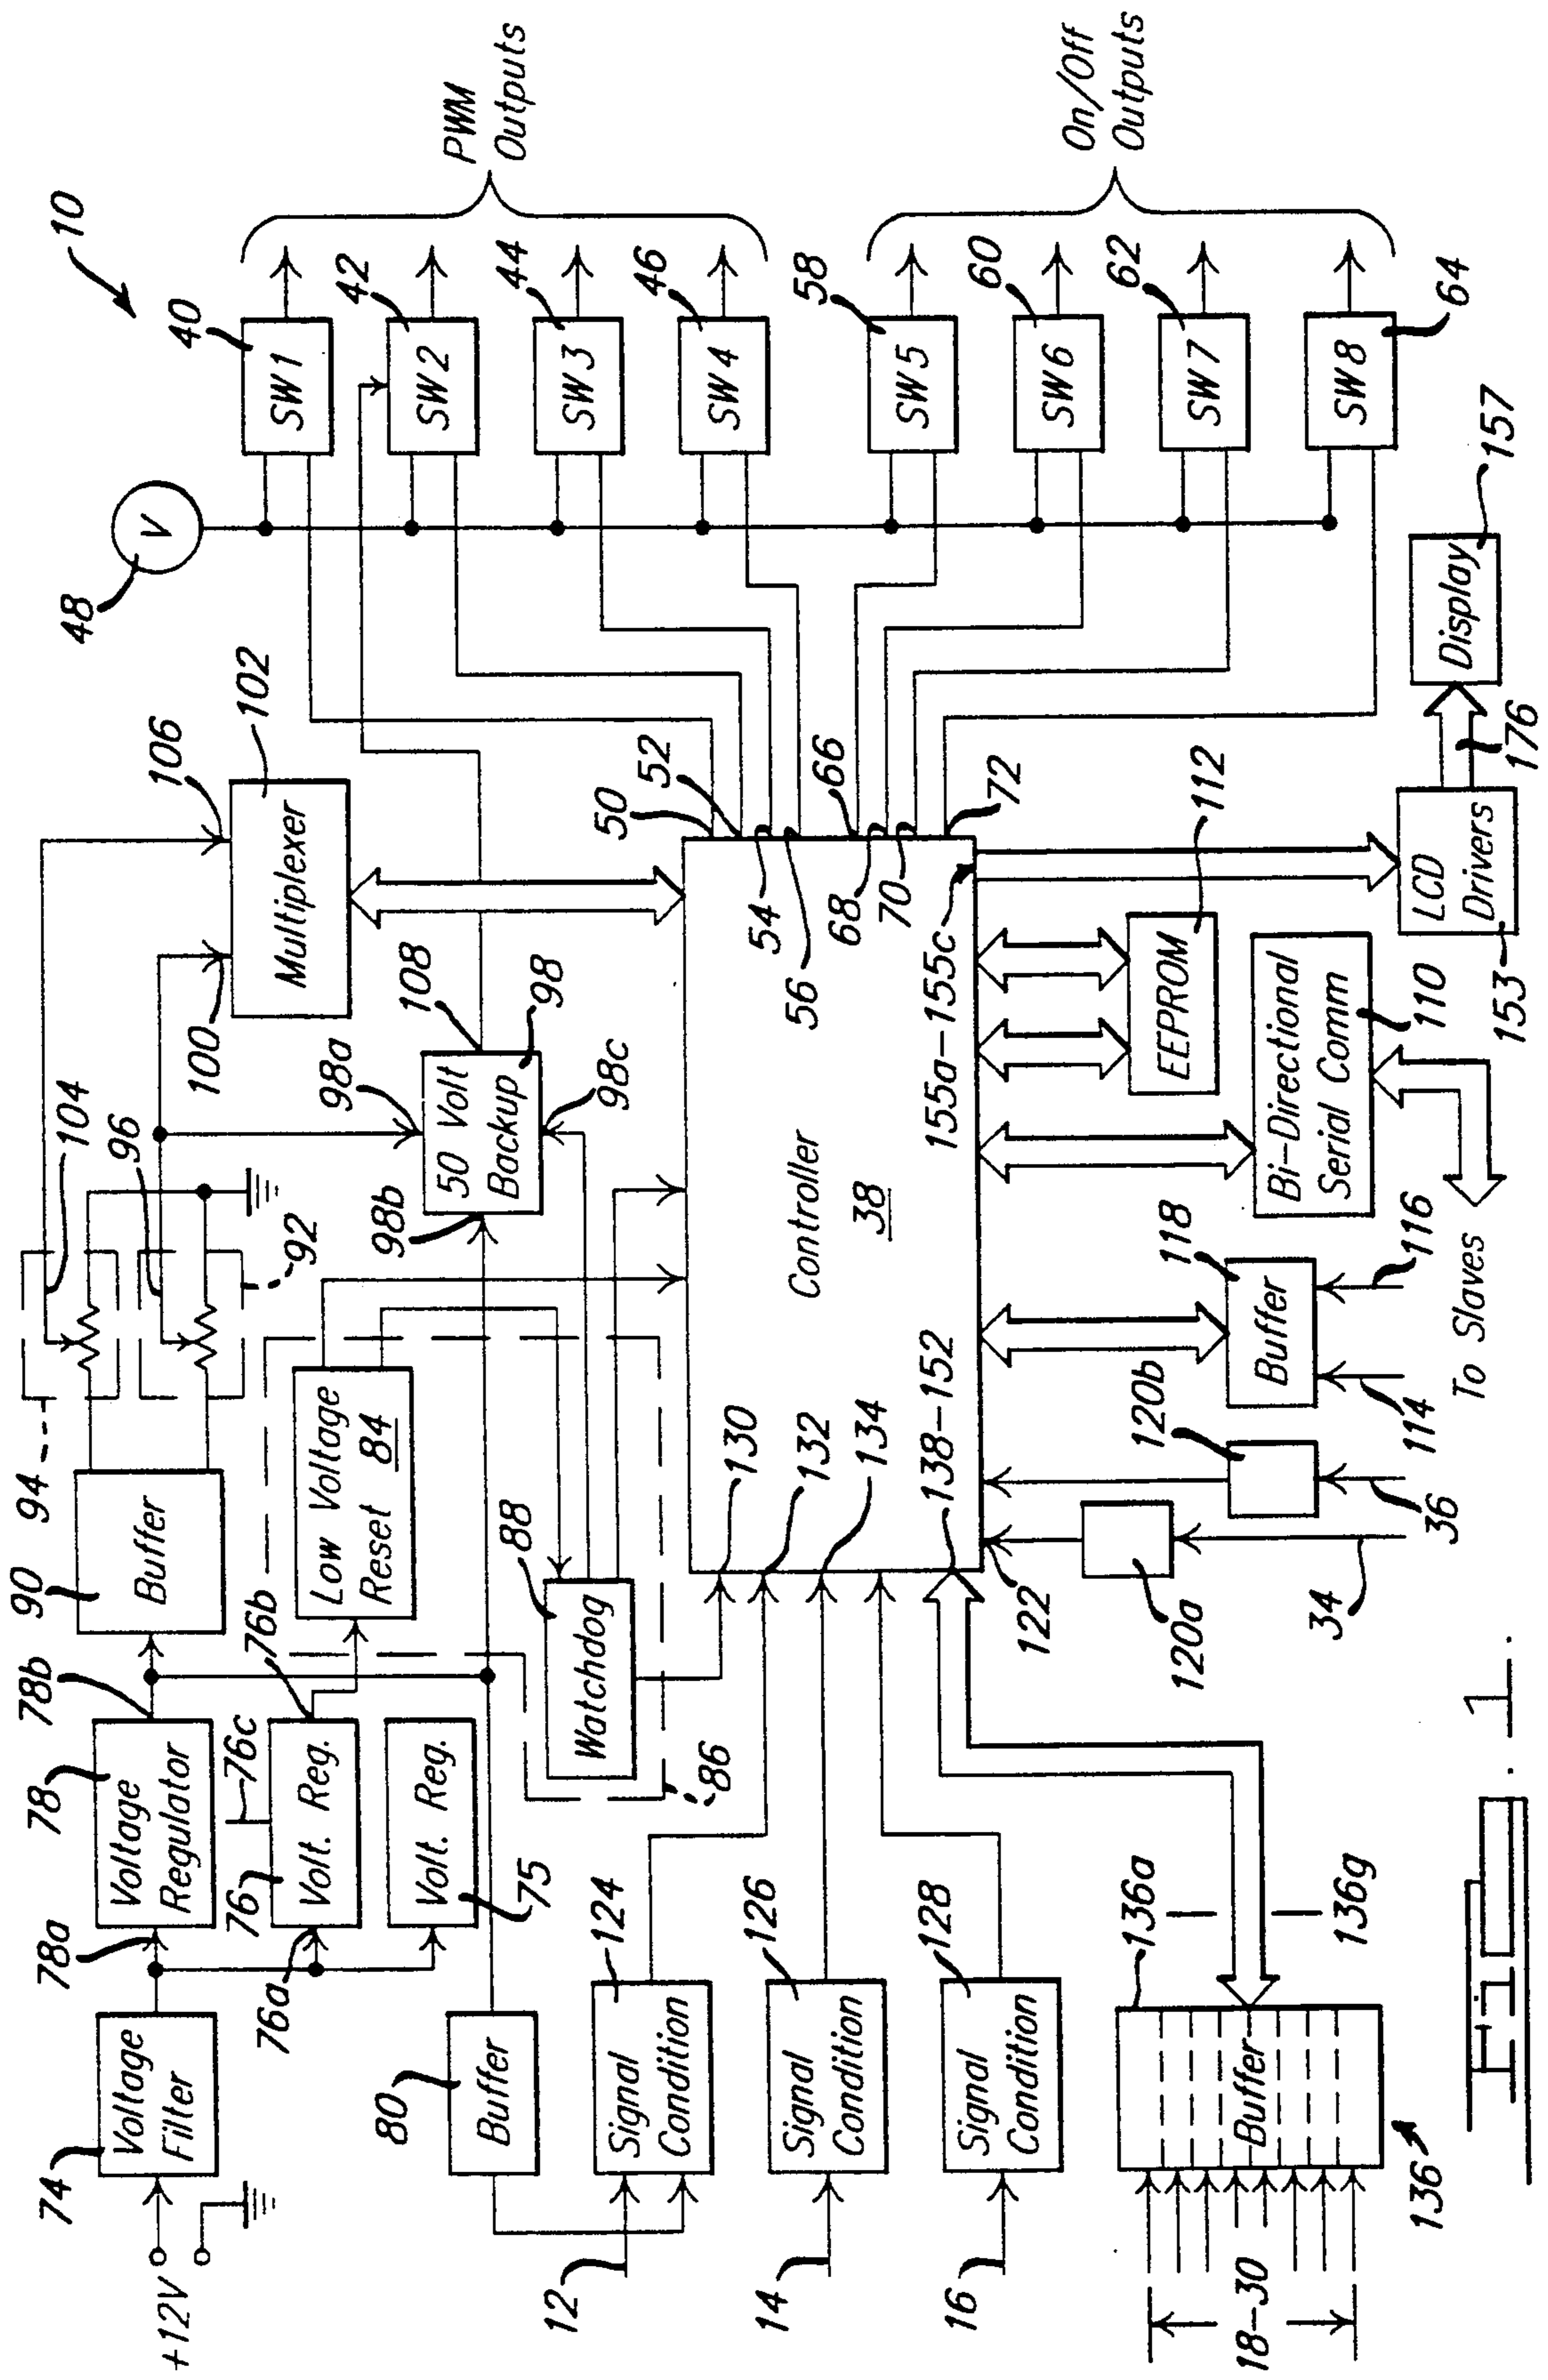 10
48
V
40
SW1
42
SW2
44
SW3
46
SW4
58
SW5
60
SW6
62
SW7
64
SW8
PWM
Outputs
On/Off
Outputs
94
104
96
92
106
100
102
Multiplexer
90
Buffer
78b
78
Voltage
Regulator
78a
74
Voltage
Filter
+12V
76b
76c
76
Volt. Reg.
76a
Volt. Reg.
75
Low Voltage
Reset 84
98a
98b
98c
98
108
50 Volt
Backup
88
Watchdog
86
80
Buffer
12
124
Signal
Condition
14
126
Signal
Condition
16
128
Signal
Condition
130
132
134
138-152
Controller
38
50
52
54
56
66
68
70
72
155a-155c
112
EEPROM
110
Bi-Directional
Serial Comm
To Slaves
118
Buffer
116
114
120b
36
120a
34
122
LCD
Drivers
153
176
Display
157
136a
136g
Buffer
136
18-30
Fig. 1.